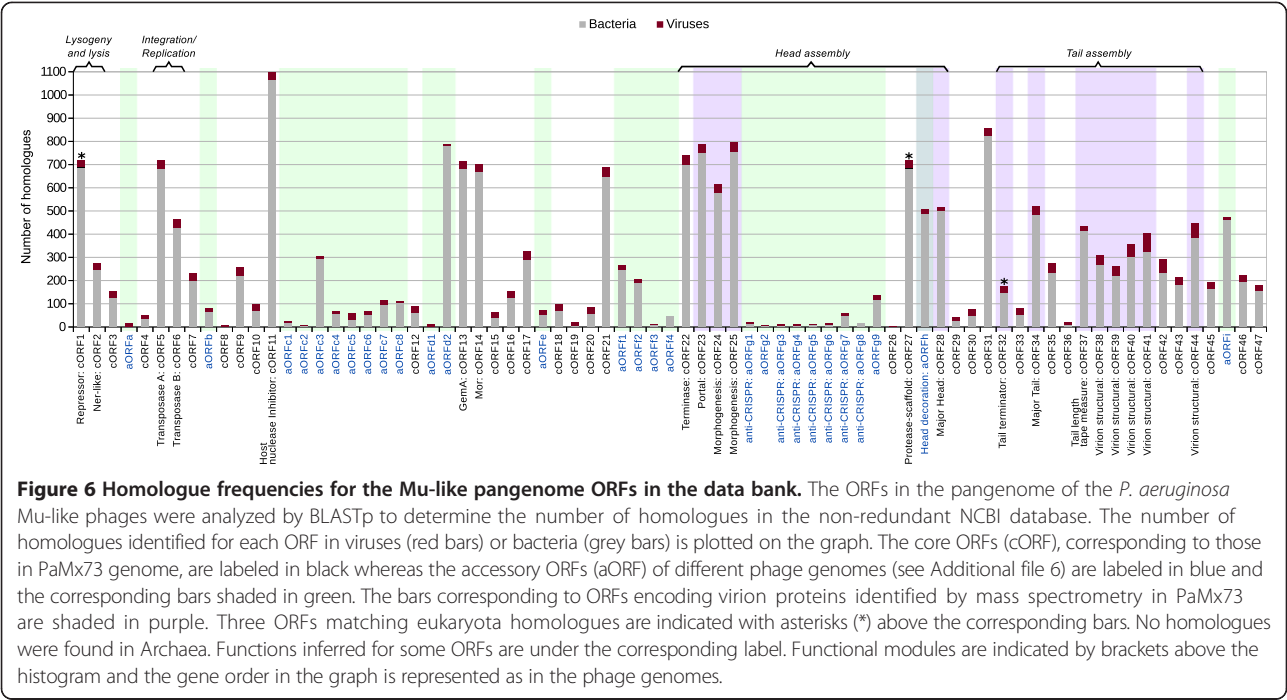 Bacteria Viruses
Lysogeny
and lysis
Integration/
Replication
Head assembly
Tail assembly
Number of homologues
1100
1000
900
800
700
600
500
400
300
200
100
0
*
*
*
Repressor: cORF1
Ner-like: cORF2
cORF3
aORFa
cORF4
Transposase A: cORF5
Transposase B: cORF6
cORF7
aORFb
cORF8
cORF9
cORF10
Host
nuclease Inhibitor: cORF11
aORFc1
aORFc2
aORFc3
aORFc4
aORFc5
aORFc6
aORFc7
aORFc8
cORF12
aORFd1
aORFd2
GemA: cORF13
Mor: cORF14
cORF15
cORF16
cORF17
aORFe
cORF18
cORF19
cORF20
cORF21
aORFf1
aORFf2
aORFf3
aORFf4
Terminase: cORF22
Portal: cORF23
Morphogenesis: cORF24
Morphogenesis: cORF25
anti-CRISPR: aORFg1
aORFg2
anti-CRISPR: aORFg3
anti-CRISPR: aORFg4
anti-CRISPR: aORFg5
anti-CRISPR: aORFg6
anti-CRISPR: aORFg7
anti-CRISPR: aORFg8
aORFg9
cORF26
Protease-scaffold: cORF27
Head decoration: aORFh
Major Head: cORF28
cORF29
cORF30
cORF31
Tail terminator: cORF32
cORF33
Major Tail: cORF34
cORF35
cORF36
Tail length
tape measure: cORF37
Virion structural: cORF38
Virion structural: cORF39
Virion structural: cORF40
Virion structural: cORF41
cORF42
cORF43
Virion structural: cORF44
cORF45
aORFi
cORF46
cORF47
Figure 6 Homologue frequencies for the Mu-like pangenome ORFs in the data bank. The ORFs in the pangenome of the P. aeruginosa
Mu-like phages were analyzed by BLASTp to determine the number of homologues in the non-redundant NCBI database. The number of
homologues identified for each ORF in viruses (red bars) or bacteria (grey bars) is plotted on the graph. The core ORFs (cORF), corresponding to those
in PaMx73 genome, are labeled in black whereas the accessory ORFs (aORF) of different phage genomes (see Additional file 6) are labeled in blue and
the corresponding bars shaded in green. The bars corresponding to ORFs encoding virion proteins identified by mass spectrometry in PaMx73
are shaded in purple. Three ORFs matching eukaryota homologues are indicated with asterisks (*) above the corresponding bars. No homologues
were found in Archaea. Functions inferred for some ORFs are under the corresponding label. Functional modules are indicated by brackets above the
histogram and the gene order in the graph is represented as in the phage genomes.